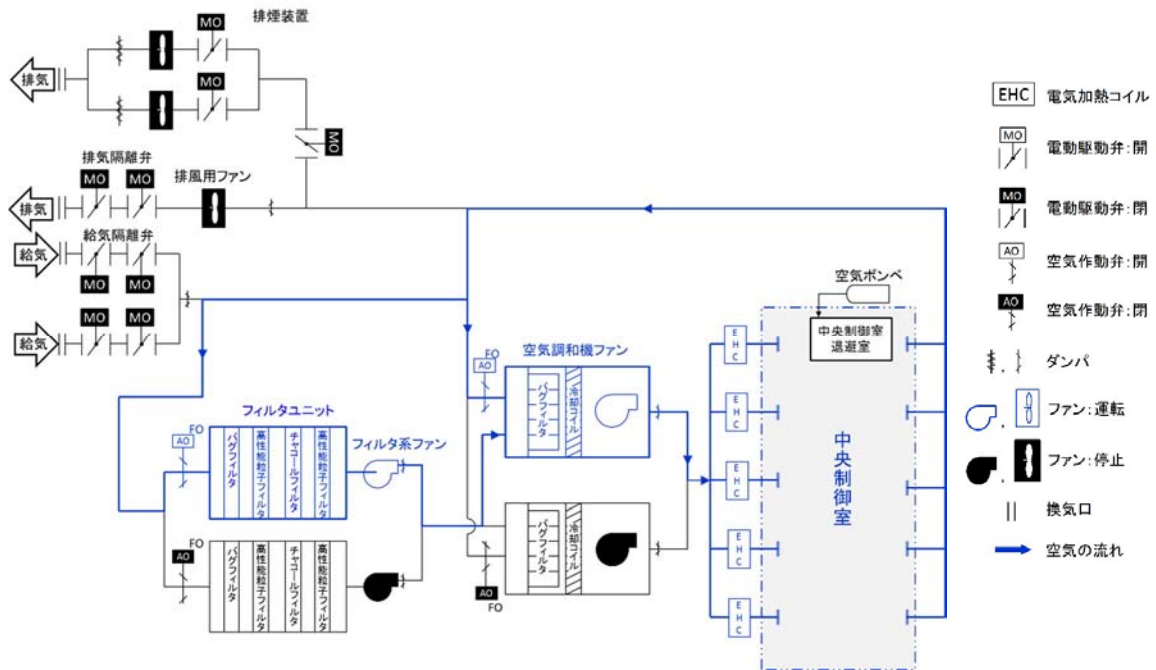 排煙装置
MO
MO
排気
MO
排気隔離弁
MO
MO
排風用ファン
排気
給気隔離弁
給気
MO
MO
MO
MO
給気
空気ボンベ
中央制御室
退避室
FO
AO
空気調和機ファン
バグフィルタ
冷却コイル
フィルタユニット
FO
AO
バグフィルタ
高性能粒子フィルタ
チャコールフィルタ
高性能粒子フィルタ
フィルタ系ファン
FO
AO
バグフィルタ
高性能粒子フィルタ
チャコールフィルタ
高性能粒子フィルタ
バグフィルタ
冷却コイル
AO
FO
EHC
EHC
EHC
EHC
EHC
中央制御室
EHC 電気加熱コイル
MO 電動駆動弁:開
MO 電動駆動弁:閉
AO 空気作動弁:開
AO 空気作動弁:閉
, ダンパ
, ファン:運転
, ファン:停止
換気口
空気の流れ